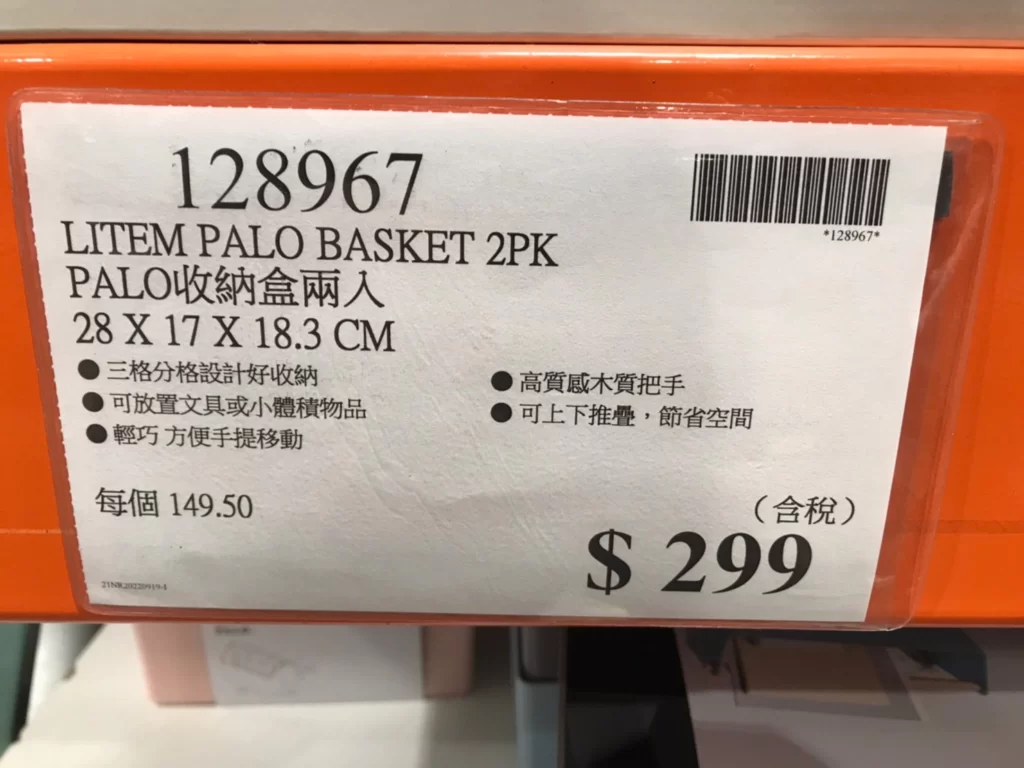 128967
*128967*
LITEM PALO BASKET 2PK
PALO收納盒兩入
28 X 17 X 18.3 CM
● 三格分格設計好收納
● 可放置文具或小體積物品
● 輕巧 方便手提移動
● 高質感木質把手
● 可上下推疊，節省空間
每個 149.50
（含稅）
$ 299